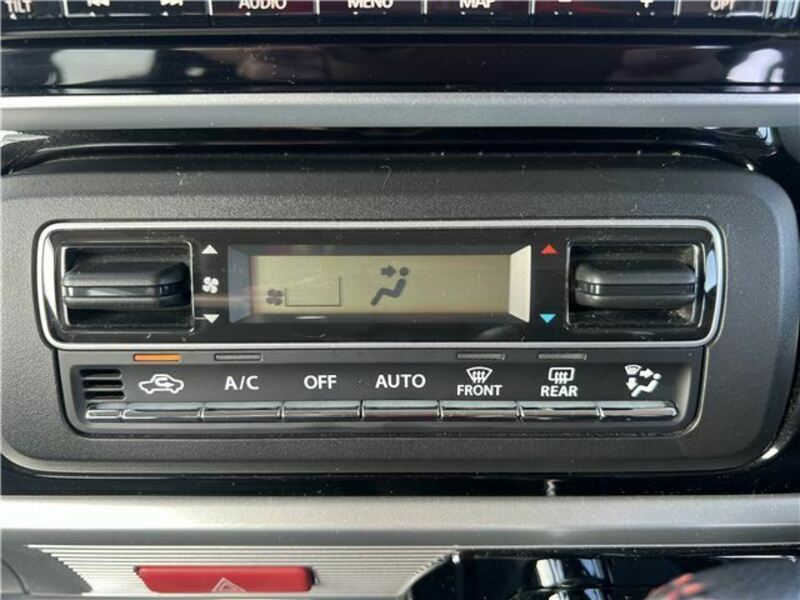 TILT AUDIO MENU MAP - + OPT
A/C OFF AUTO FRONT REAR